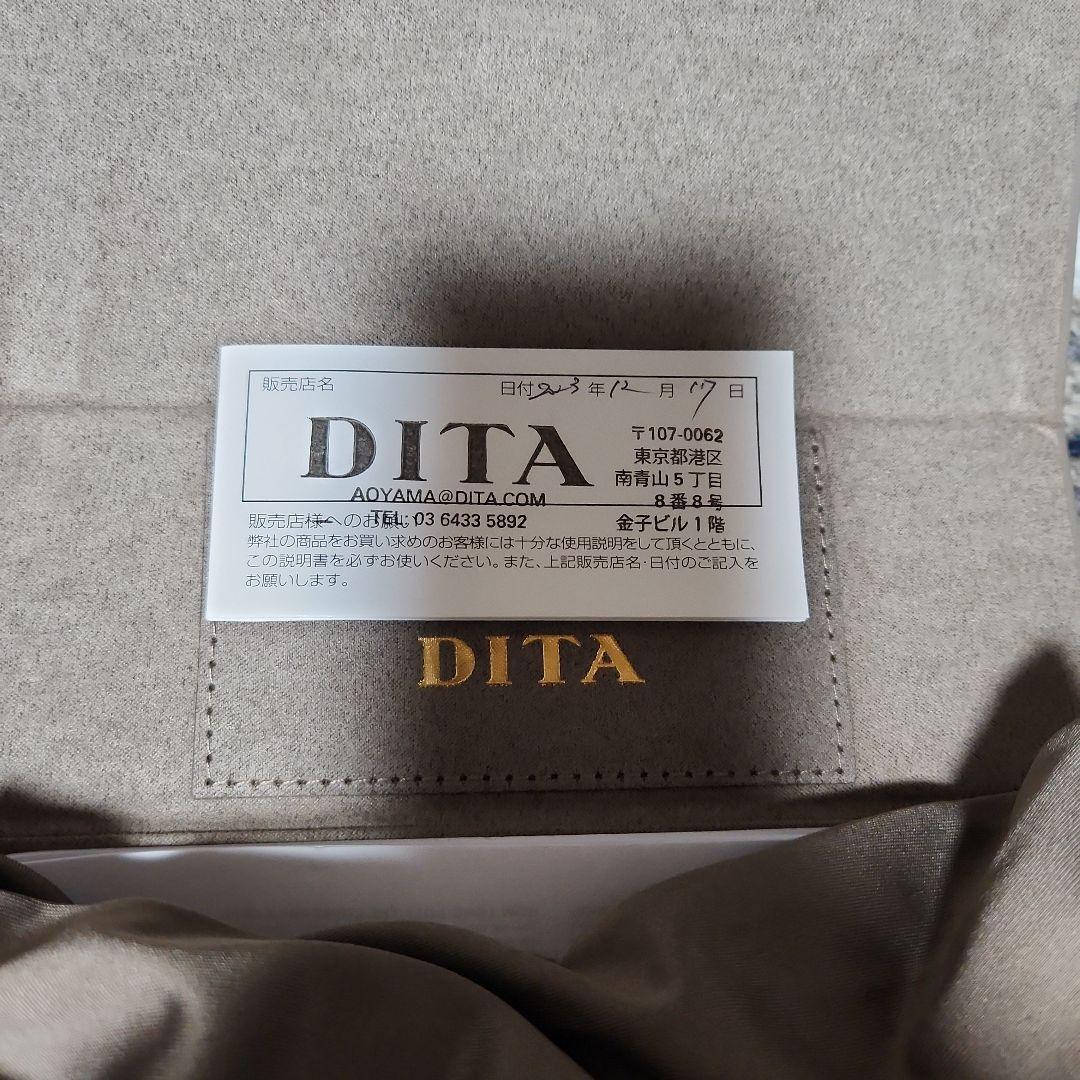 販売店名
日付 2023 年 12 月 17 日
DITA
〒107-0062
東京都港区
南青山5丁目
8番8号
金子ビル1階
AOYAMA@DITA.COM
TEL: 03 6433 5892
販売店様へのお願い
弊社の商品をお買い求めのお客様には十分な使用説明をして頂くとともに、
この説明書を必ずお使いください。また、上記販売店名・日付のご記入を
お願いします。
DITA